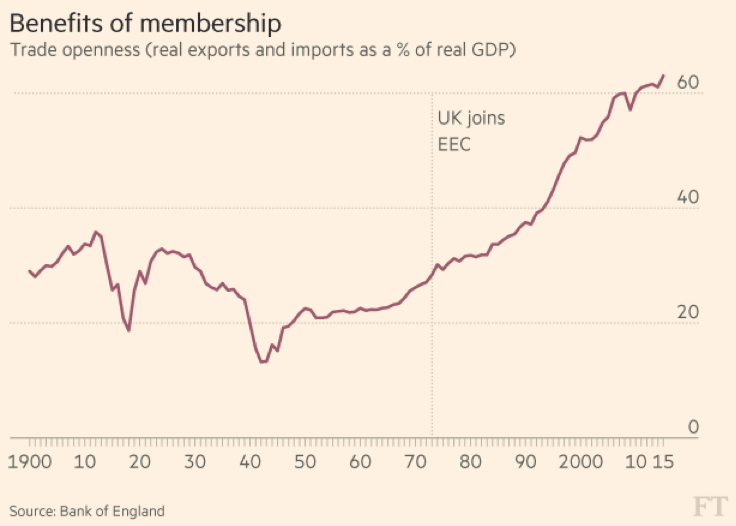 Benefits of membership
Trade openness (real exports and imports as a % of real GDP)
60
UK joins
EEC
40
20
0
1900 10 20 30 40 50 60 70 80 90 2000 10 15
Source: Bank of England
FT